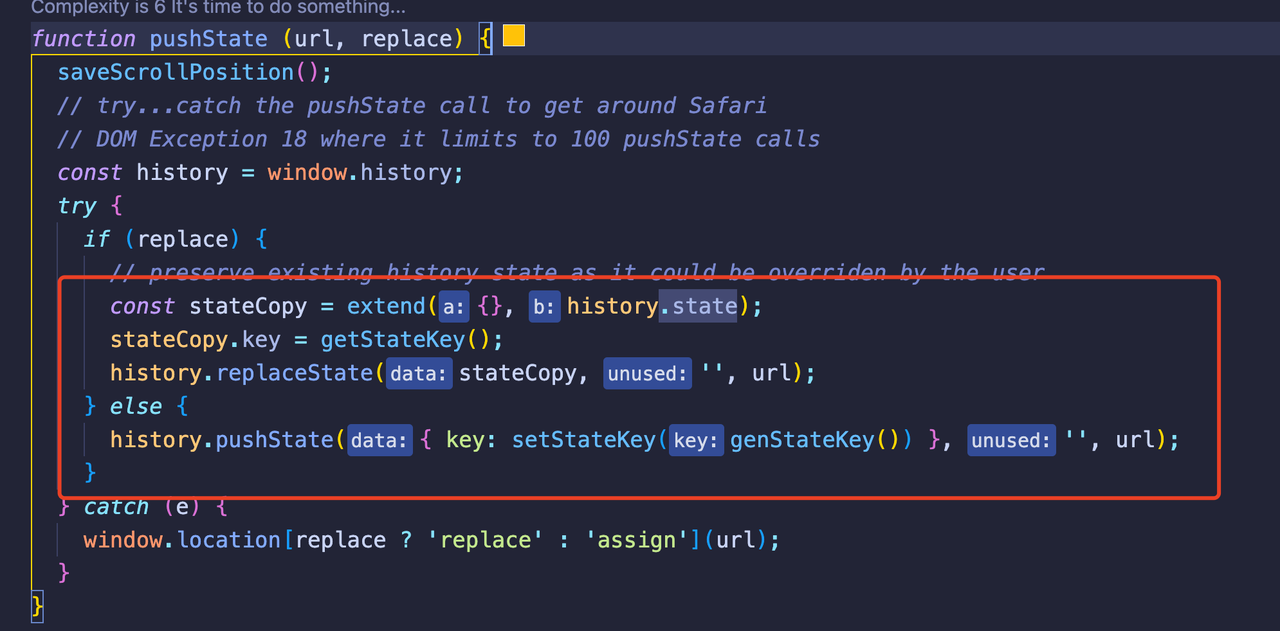 Complexity is 6 It's time to do something...
function pushState (url, replace) {
saveScrollPosition();
// try...catch the pushState call to get around Safari
// DOM Exception 18 where it limits to 100 pushState calls
const history = window.history;
try {
if (replace) {
// preserve existing history state as it could be overriden by the user
const stateCopy = extend(a: {}, b: history.state);
stateCopy.key = getStateKey();
history.replaceState(data: stateCopy, unused: '', url);
} else {
history.pushState(data: { key: setStateKey(key: genStateKey()) }, unused: '', url);
}
} catch (e) {
window.location[replace ? 'replace' : 'assign'](url);
}
}